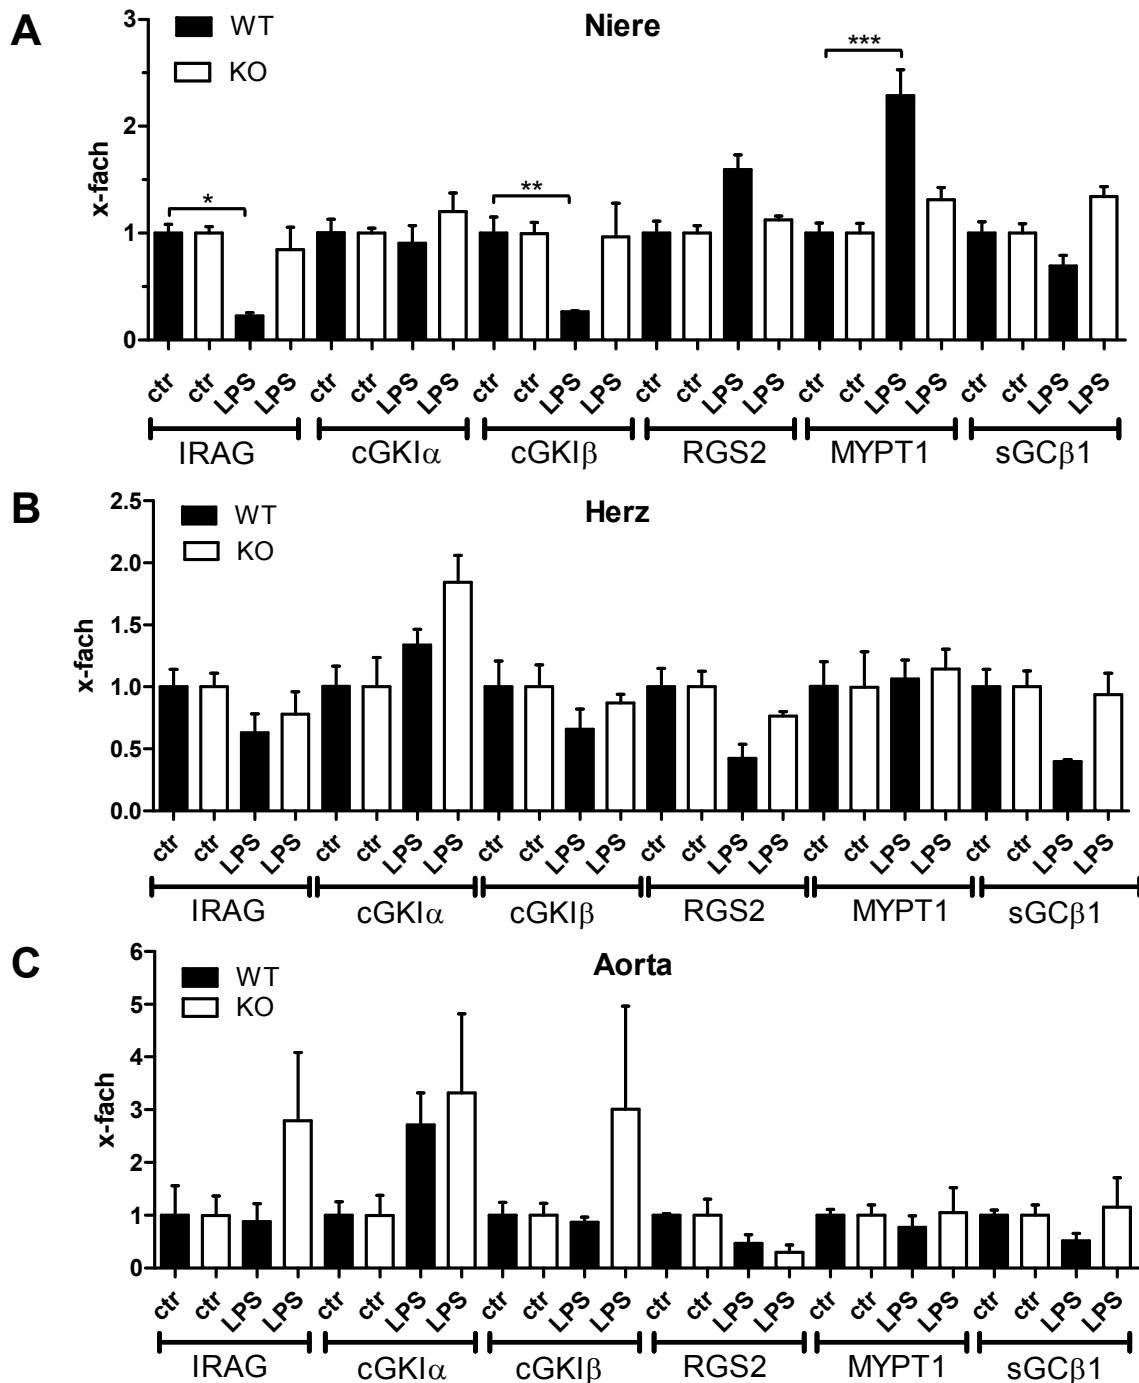 A
Niere
WT
KO
x-fach
3
2
1
0
*
**
***
ctr ctr LPS LPS ctr ctr LPS LPS ctr ctr LPS LPS ctr ctr LPS LPS ctr ctr LPS LPS ctr ctr LPS LPS
IRAG cGKIα cGKIβ RGS2 MYPT1 sGCβ1
B
Herz
WT
KO
x-fach
2.5
2.0
1.5
1.0
0.5
0.0
ctr ctr LPS LPS ctr ctr LPS LPS ctr ctr LPS LPS ctr ctr LPS LPS ctr ctr LPS LPS ctr ctr LPS LPS
IRAG cGKIα cGKIβ RGS2 MYPT1 sGCβ1
C
Aorta
WT
KO
x-fach
6
5
4
3
2
1
0
ctr ctr LPS LPS ctr ctr LPS LPS ctr ctr LPS LPS ctr ctr LPS LPS ctr ctr LPS LPS ctr ctr LPS LPS
IRAG cGKIα cGKIβ RGS2 MYPT1 sGCβ1